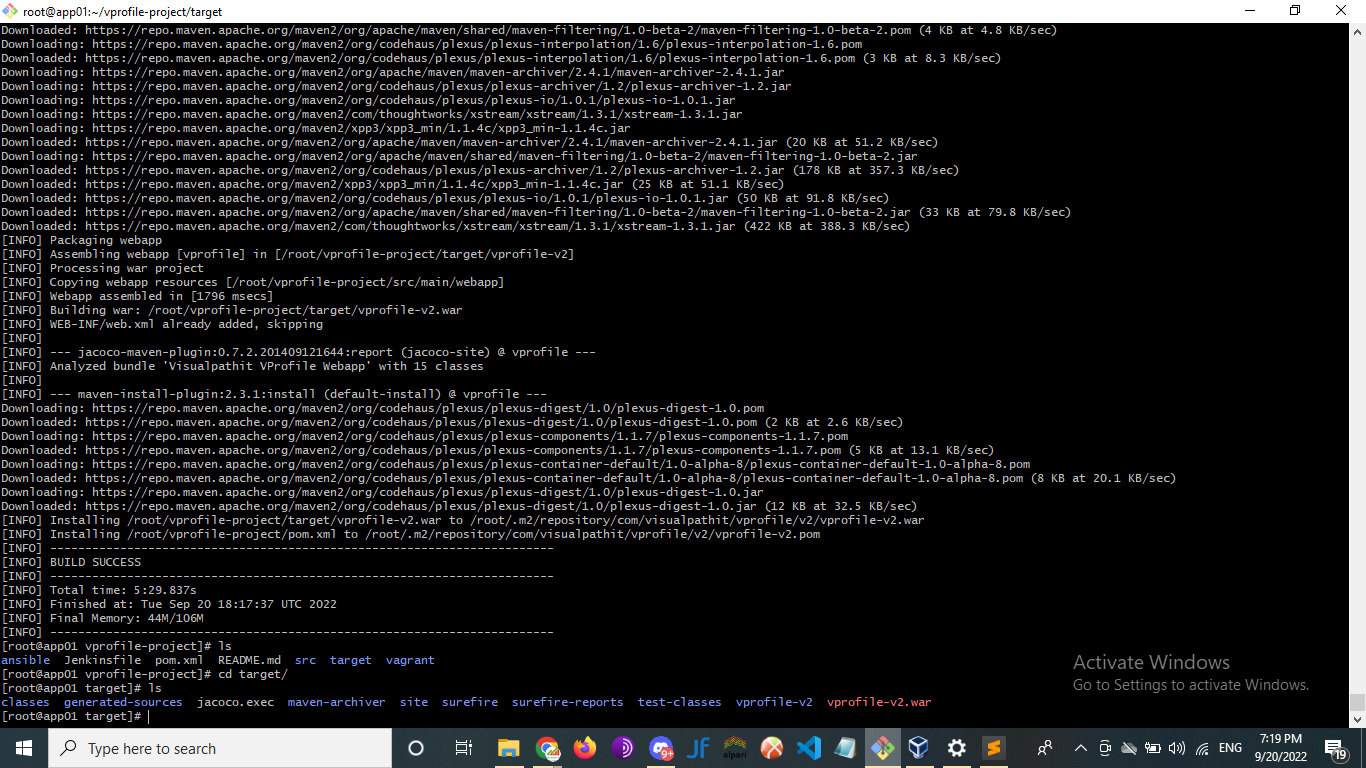 root@app01:~/vprofile-project/target
Downloaded: https://repo.maven.apache.org/maven2/org/apache/maven/shared/maven-filtering/1.0-beta-2/maven-filtering-1.0-beta-2.pom (4 KB at 4.8 KB/sec)
Downloading: https://repo.maven.apache.org/maven2/org/codehaus/plexus/plexus-interpolation/1.6/plexus-interpolation-1.6.pom
Downloaded: https://repo.maven.apache.org/maven2/org/codehaus/plexus/plexus-interpolation/1.6/plexus-interpolation-1.6.pom (3 KB at 8.3 KB/sec)
Downloading: https://repo.maven.apache.org/maven2/org/apache/maven/maven-archiver/2.4.1/maven-archiver-2.4.1.jar
Downloading: https://repo.maven.apache.org/maven2/org/codehaus/plexus/plexus-archiver/1.2/plexus-archiver-1.2.jar
Downloading: https://repo.maven.apache.org/maven2/org/codehaus/plexus/plexus-io/1.0.1/plexus-io-1.0.1.jar
Downloading: https://repo.maven.apache.org/maven2/com/thoughtworks/xstream/xstream/1.3.1/xstream-1.3.1.jar
Downloading: https://repo.maven.apache.org/maven2/xpp3/xpp3_min/1.1.4c/xpp3_min-1.1.4c.jar
Downloaded: https://repo.maven.apache.org/maven2/org/apache/maven/maven-archiver/2.4.1/maven-archiver-2.4.1.jar (20 KB at 51.2 KB/sec)
Downloading: https://repo.maven.apache.org/maven2/org/apache/maven/shared/maven-filtering/1.0-beta-2/maven-filtering-1.0-beta-2.jar
Downloaded: https://repo.maven.apache.org/maven2/org/codehaus/plexus/plexus-archiver/1.2/plexus-archiver-1.2.jar (178 KB at 357.3 KB/sec)
Downloaded: https://repo.maven.apache.org/maven2/xpp3/xpp3_min/1.1.4c/xpp3_min-1.1.4c.jar (25 KB at 51.1 KB/sec)
Downloaded: https://repo.maven.apache.org/maven2/org/codehaus/plexus/plexus-io/1.0.1/plexus-io-1.0.1.jar (50 KB at 91.8 KB/sec)
Downloaded: https://repo.maven.apache.org/maven2/org/apache/maven/shared/maven-filtering/1.0-beta-2/maven-filtering-1.0-beta-2.jar (33 KB at 79.8 KB/sec)
Downloaded: https://repo.maven.apache.org/maven2/com/thoughtworks/xstream/xstream/1.3.1/xstream-1.3.1.jar (422 KB at 388.3 KB/sec)
[INFO] Packaging webapp
[INFO] Assembling webapp [vprofile] in [/root/vprofile-project/target/vprofile-v2]
[INFO] Processing war project
[INFO] Copying webapp resources [/root/vprofile-project/src/main/webapp]
[INFO] Webapp assembled in [1796 msecs]
[INFO] Building war: /root/vprofile-project/target/vprofile-v2.war
[INFO] WEB-INF/web.xml already added, skipping
[INFO]
[INFO] --- jacoco-maven-plugin:0.7.2.201409121644:report (jacoco-site) @ vprofile ---
[INFO] Analyzed bundle 'Visualpathit VProfile Webapp' with 15 classes
[INFO]
[INFO] --- maven-install-plugin:2.3.1:install (default-install) @ vprofile ---
Downloading: https://repo.maven.apache.org/maven2/org/codehaus/plexus/plexus-digest/1.0/plexus-digest-1.0.pom
Downloaded: https://repo.maven.apache.org/maven2/org/codehaus/plexus/plexus-digest/1.0/plexus-digest-1.0.pom (2 KB at 2.6 KB/sec)
Downloading: https://repo.maven.apache.org/maven2/org/codehaus/plexus/plexus-components/1.1.7/plexus-components-1.1.7.pom
Downloaded: https://repo.maven.apache.org/maven2/org/codehaus/plexus/plexus-components/1.1.7/plexus-components-1.1.7.pom (5 KB at 13.1 KB/sec)
Downloading: https://repo.maven.apache.org/maven2/org/codehaus/plexus/plexus-container-default/1.0-alpha-8/plexus-container-default-1.0-alpha-8.pom
Downloaded: https://repo.maven.apache.org/maven2/org/codehaus/plexus/plexus-container-default/1.0-alpha-8/plexus-container-default-1.0-alpha-8.pom (8 KB at 20.1 KB/sec)
Downloading: https://repo.maven.apache.org/maven2/org/codehaus/plexus/plexus-digest/1.0/plexus-digest-1.0.jar
Downloaded: https://repo.maven.apache.org/maven2/org/codehaus/plexus/plexus-digest/1.0/plexus-digest-1.0.jar (12 KB at 32.5 KB/sec)
[INFO] Installing /root/vprofile-project/target/vprofile-v2.war to /root/.m2/repository/com/visualpathit/vprofile/v2/vprofile-v2.war
[INFO] Installing /root/vprofile-project/pom.xml to /root/.m2/repository/com/visualpathit/vprofile/v2/vprofile-v2.pom
[INFO] ------------------------------------------------------------------------
[INFO] BUILD SUCCESS
[INFO] ------------------------------------------------------------------------
[INFO] Total time: 5:29.837s
[INFO] Finished at: Tue Sep 20 18:17:37 UTC 2022
[INFO] Final Memory: 44M/106M
[INFO] ------------------------------------------------------------------------
[root@app01 vprofile-project]# ls
ansible Jenkinsfile pom.xml README.md src target vagrant
[root@app01 vprofile-project]# cd target/
[root@app01 target]# ls
classes generated-sources jacoco.exec maven-archiver site surefire surefire-reports test-classes vprofile-v2 vprofile-v2.war
[root@app01 target]#
Activate Windows
Go to Settings to activate Windows.
Type here to search
9+
JF
alpari
ENG
7:19 PM
9/20/2022
19